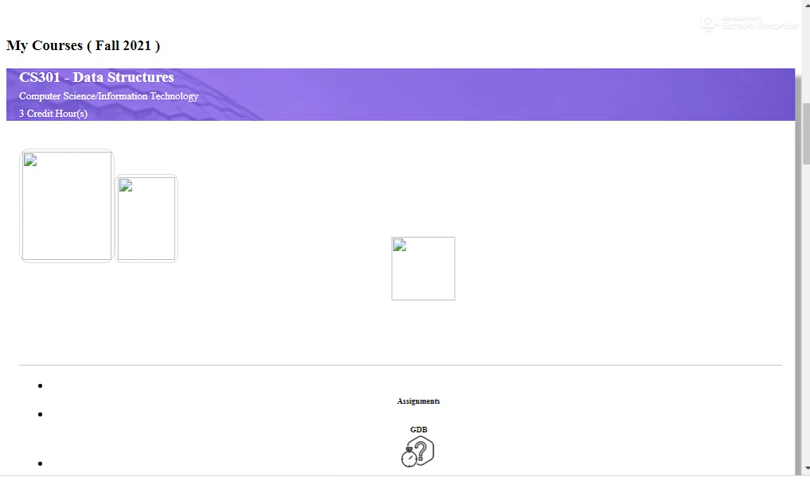 My Courses ( Fall 2021 )
CS301 - Data Structures
Computer Science/Information Technology
3 Credit Hour(s)
Assignments
GDB